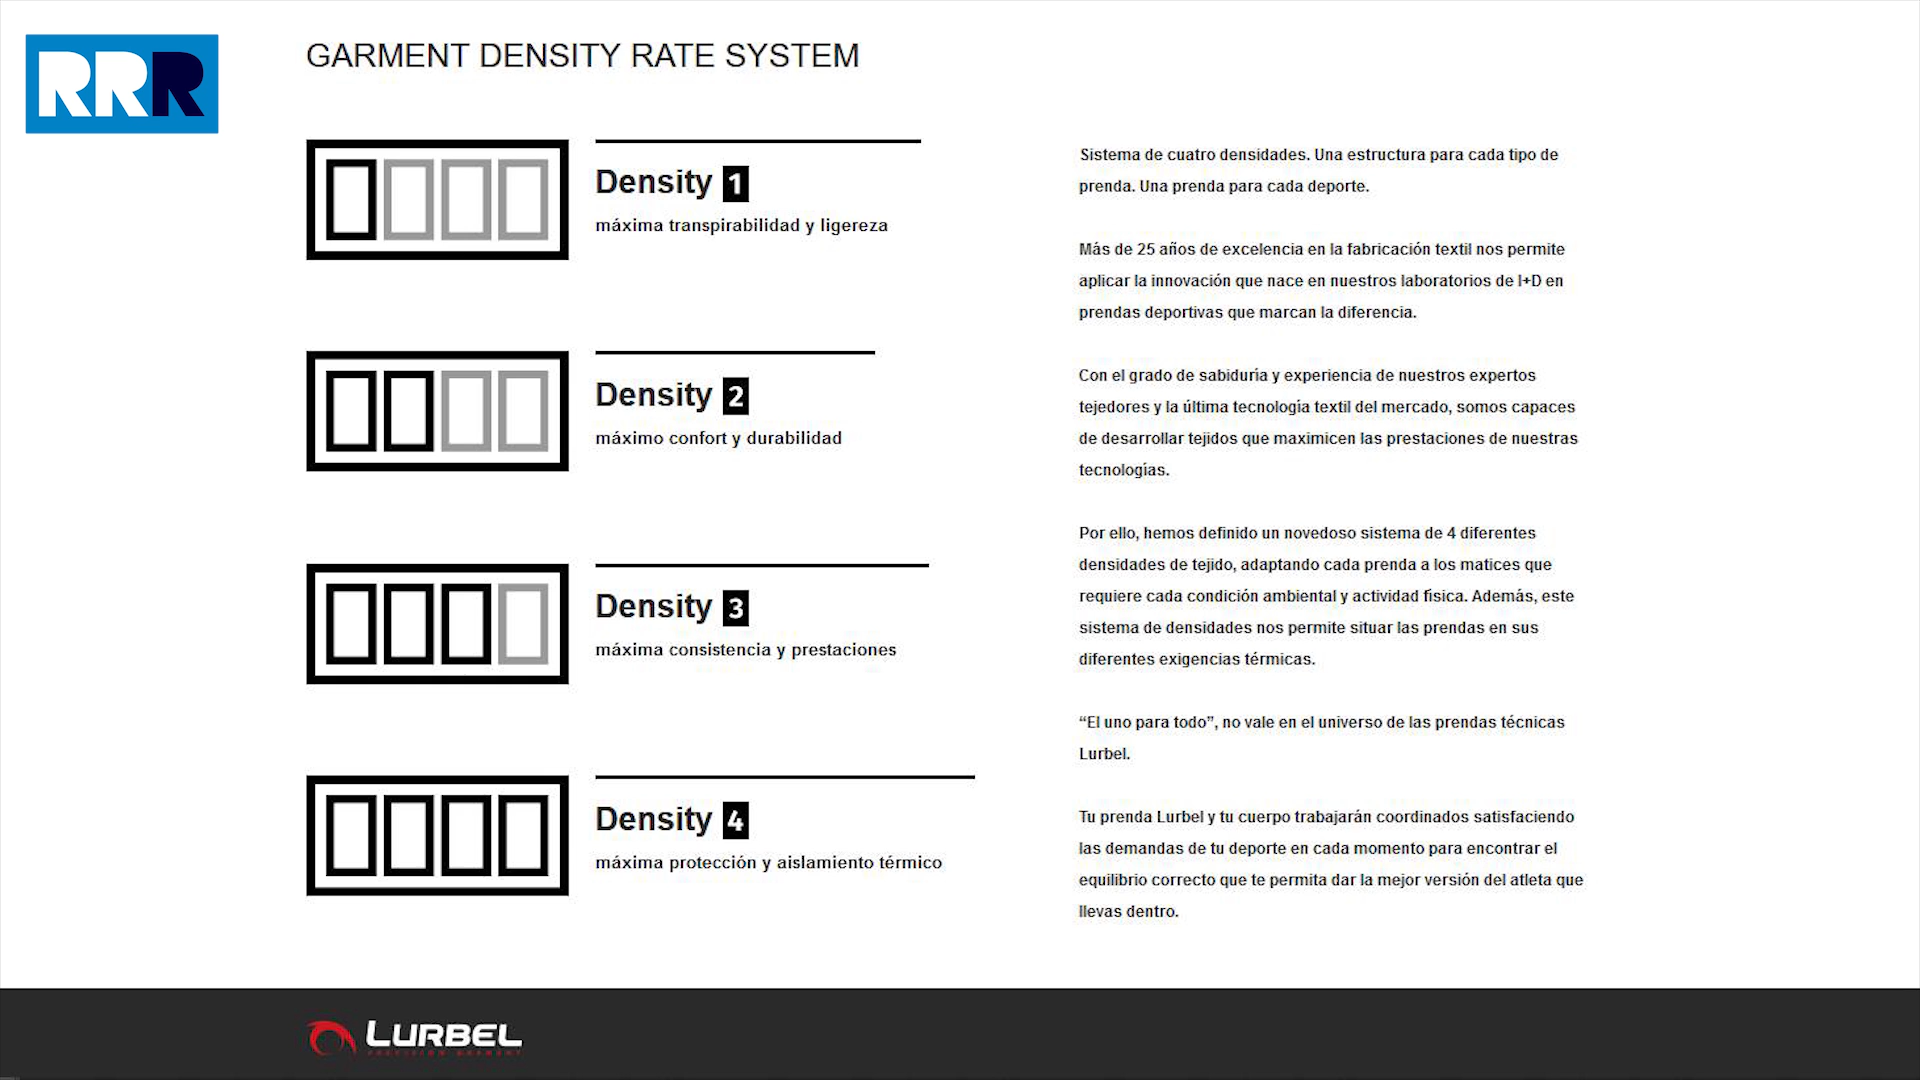 RRR
GARMENT DENSITY RATE SYSTEM
Density 1
máxima transpirabilidad y ligereza
Density 2
máximo confort y durabilidad
Density 3
máxima consistencia y prestaciones
Density 4
máxima protección y aislamiento térmico
Sistema de cuatro densidades. Una estructura para cada tipo de
prenda. Una prenda para cada deporte.
Más de 25 años de excelencia en la fabricación textil nos permite
aplicar la innovación que nace en nuestros laboratorios de I+D en
prendas deportivas que marcan la diferencia.
Con el grado de sabiduría y experiencia de nuestros expertos
tejedores y la última tecnología textil del mercado, somos capaces
de desarrollar tejidos que maximicen las prestaciones de nuestras
tecnologías.
Por ello, hemos definido un novedoso sistema de 4 diferentes
densidades de tejido, adaptando cada prenda a los matices que
requiere cada condición ambiental y actividad física. Además, este
sistema de densidades nos permite situar las prendas en sus
diferentes exigencias térmicas.
“El uno para todo”, no vale en el universo de las prendas técnicas
Lurbel.
Tu prenda Lurbel y tu cuerpo trabajarán coordinados satisfaciendo
las demandas de tu deporte en cada momento para encontrar el
equilibrio correcto que te permita dar la mejor versión del atleta que
llevas dentro.
LURBEL